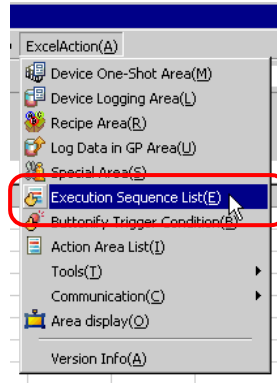 ExcelAction(A)
Device One-Shot Area(M)
Device Logging Area(L)
Recipe Area(R)
Log Data in GP Area(U)
Special Area(S)
Execution Sequence List(E)
Buttonify Trigger Condition(B)
Action Area List(I)
Tools(T)
Communication(C)
Area display(O)
Version Info(A)